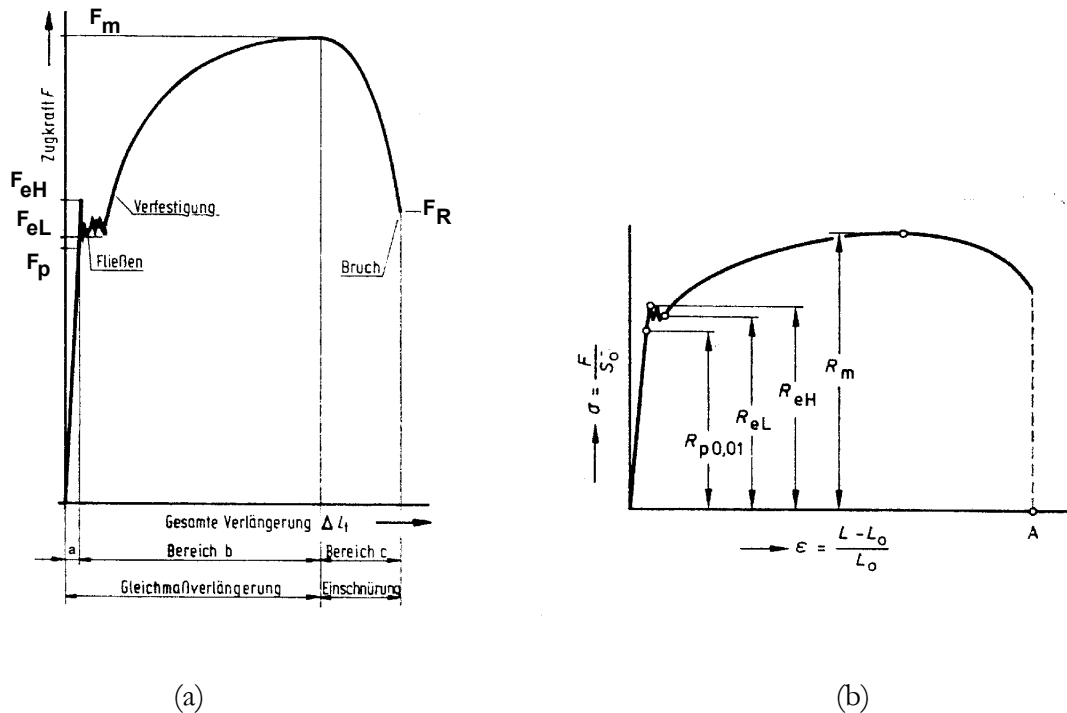 F_m
Zugkraft F
F_eH
F_eL
F_p
Verfestigung
Fließen
F_R
Bruch
Gesamte Verlängerung Δ L_t
a
Bereich b
Bereich c
Gleichmaßverlängerung
Einschnürung
(a)
σ = F / S_o
R_p0,01
R_eL
R_eH
R_m
A
ε = (L - L_o) / L_o
(b)